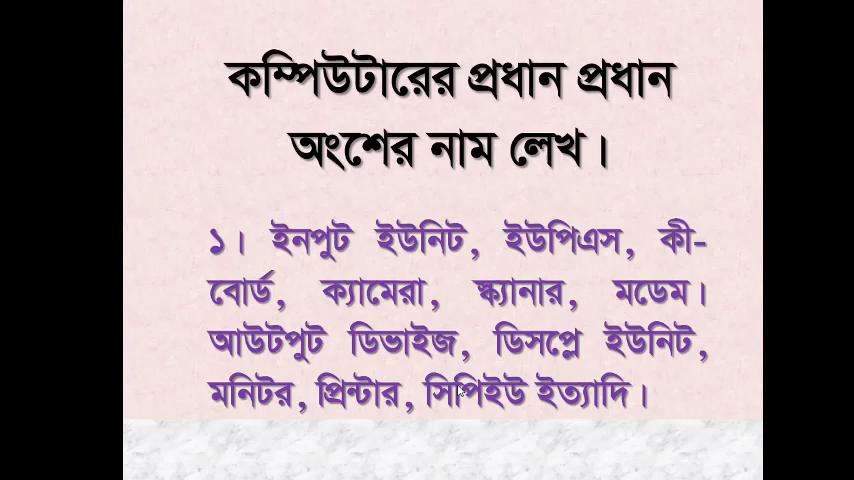 কম্পিউটারের প্রধান প্রধান
অংশের নাম লেখ।
১। ইনপুট ইউনিট, ইউপিএস, কী-
বোর্ড, ক্যামেরা, স্ক্যানার, মডেম।
আউটপুট ডিভাইজ, ডিসপ্লে ইউনিট,
মনিটর, প্রিন্টার, সিপিইউ ইত্যাদি।